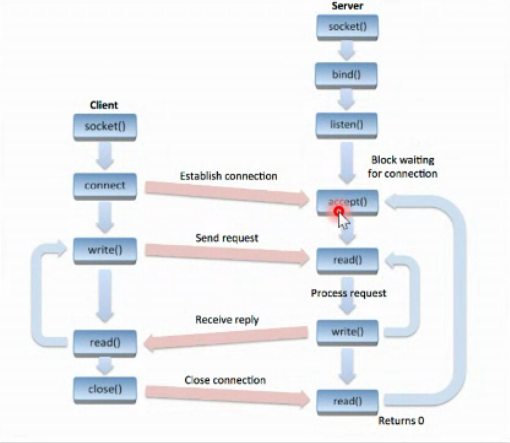 Server
socket()
bind()
Client
listen()
socket()
Block waiting
for connection
Establish connection
connect
accept()
Send request
write()
read()
Process request
Receive reply
write()
read()
Close connection
close()
read()
Returns 0